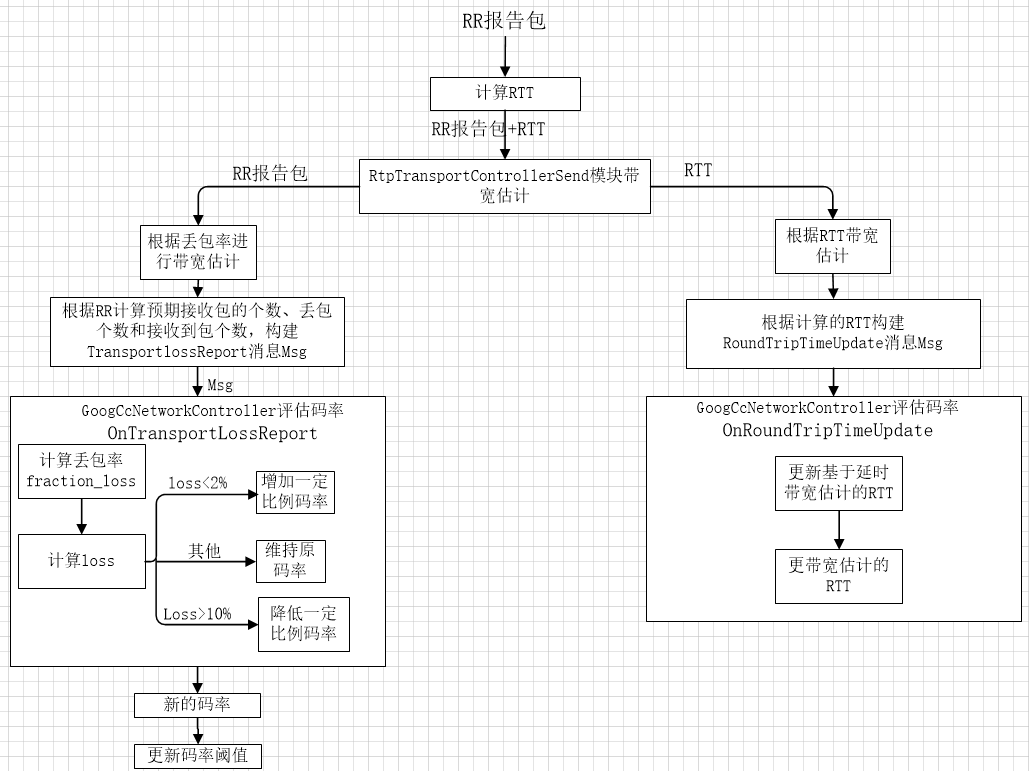 RR报告包
计算RTT
RR报告包+RTT
RtpTransportControllerSend模块带
宽估计
RR报告包
RTT
根据丢包率进
行带宽估计
根据RR计算预期接收包的个数、丢包
个数和接收到包个数，构建
TransportlossReport消息Msg
Msg
GoogCcNetworkController评估码率
OnTransportLossReport
计算丢包率
fraction_loss
计算loss
loss<2%
增加一定
比例码率
其他
维持原
码率
Loss>10%
降低一定
比例码率
新的码率
更新码率阈值
根据RTT带宽
估计
根据计算的RTT构建
RoundTripTimeUpdate消息Msg
GoogCcNetworkController评估码率
OnRoundTripTimeUpdate
更新基于延时
带宽估计的RTT
更带宽估计的
RTT